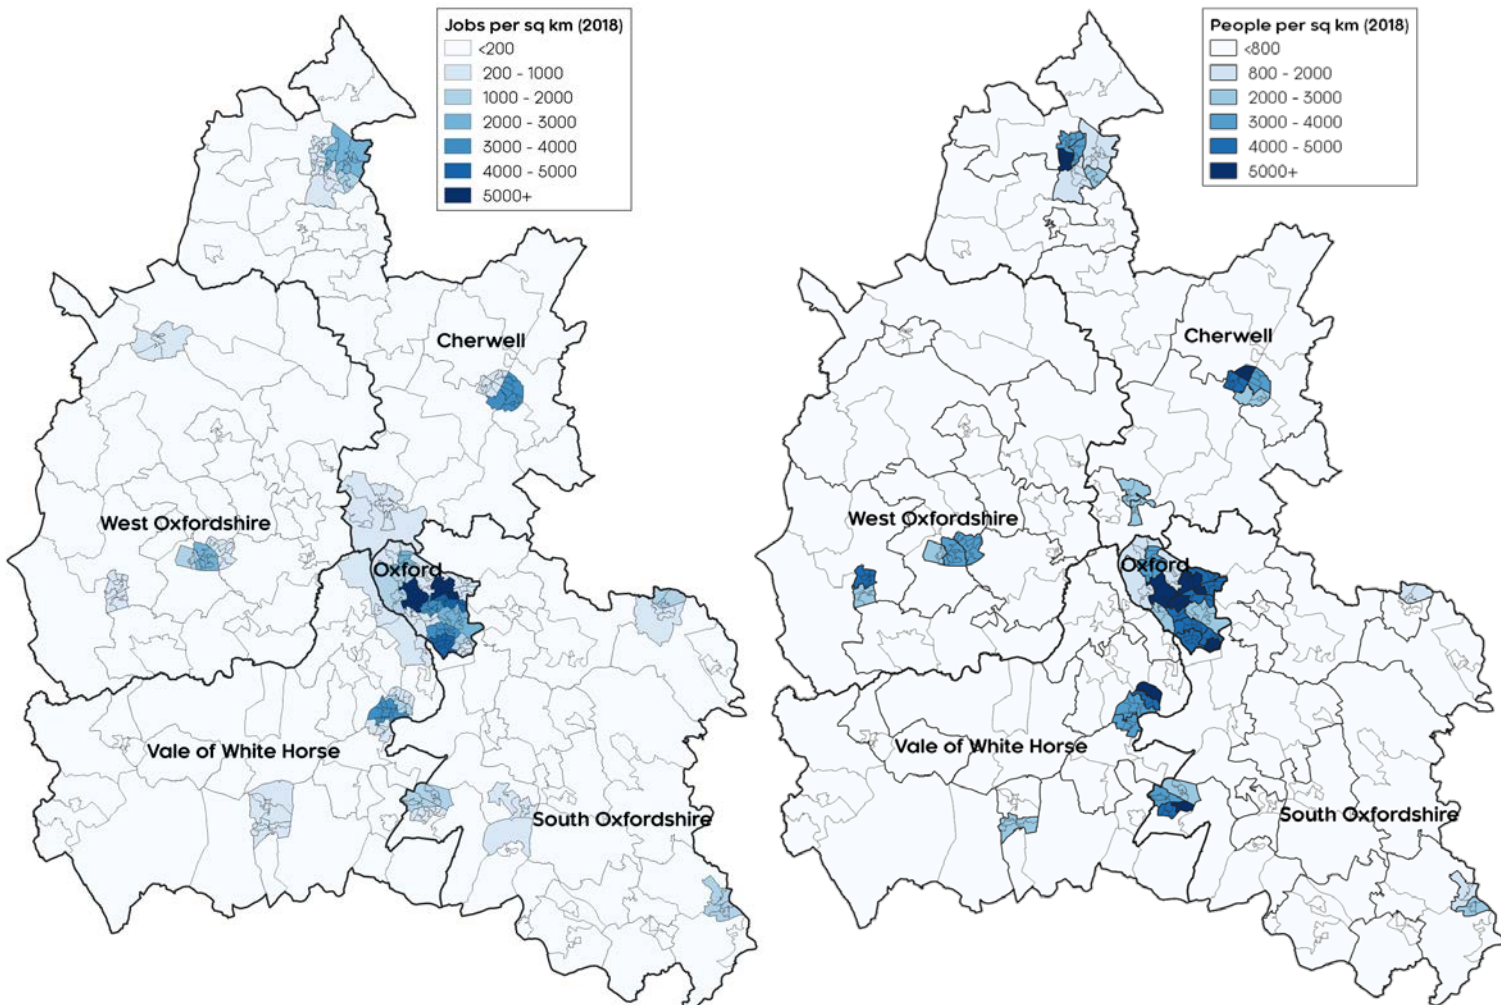 Jobs per sq km (2018)
<200
200 - 1000
1000 - 2000
2000 - 3000
3000 - 4000
4000 - 5000
5000+
Cherwell
West Oxfordshire
Oxford
Vale of White Horse
South Oxfordshire
People per sq km (2018)
<800
800 - 2000
2000 - 3000
3000 - 4000
4000 - 5000
5000+
Cherwell
West Oxfordshire
Oxford
Vale of White Horse
South Oxfordshire